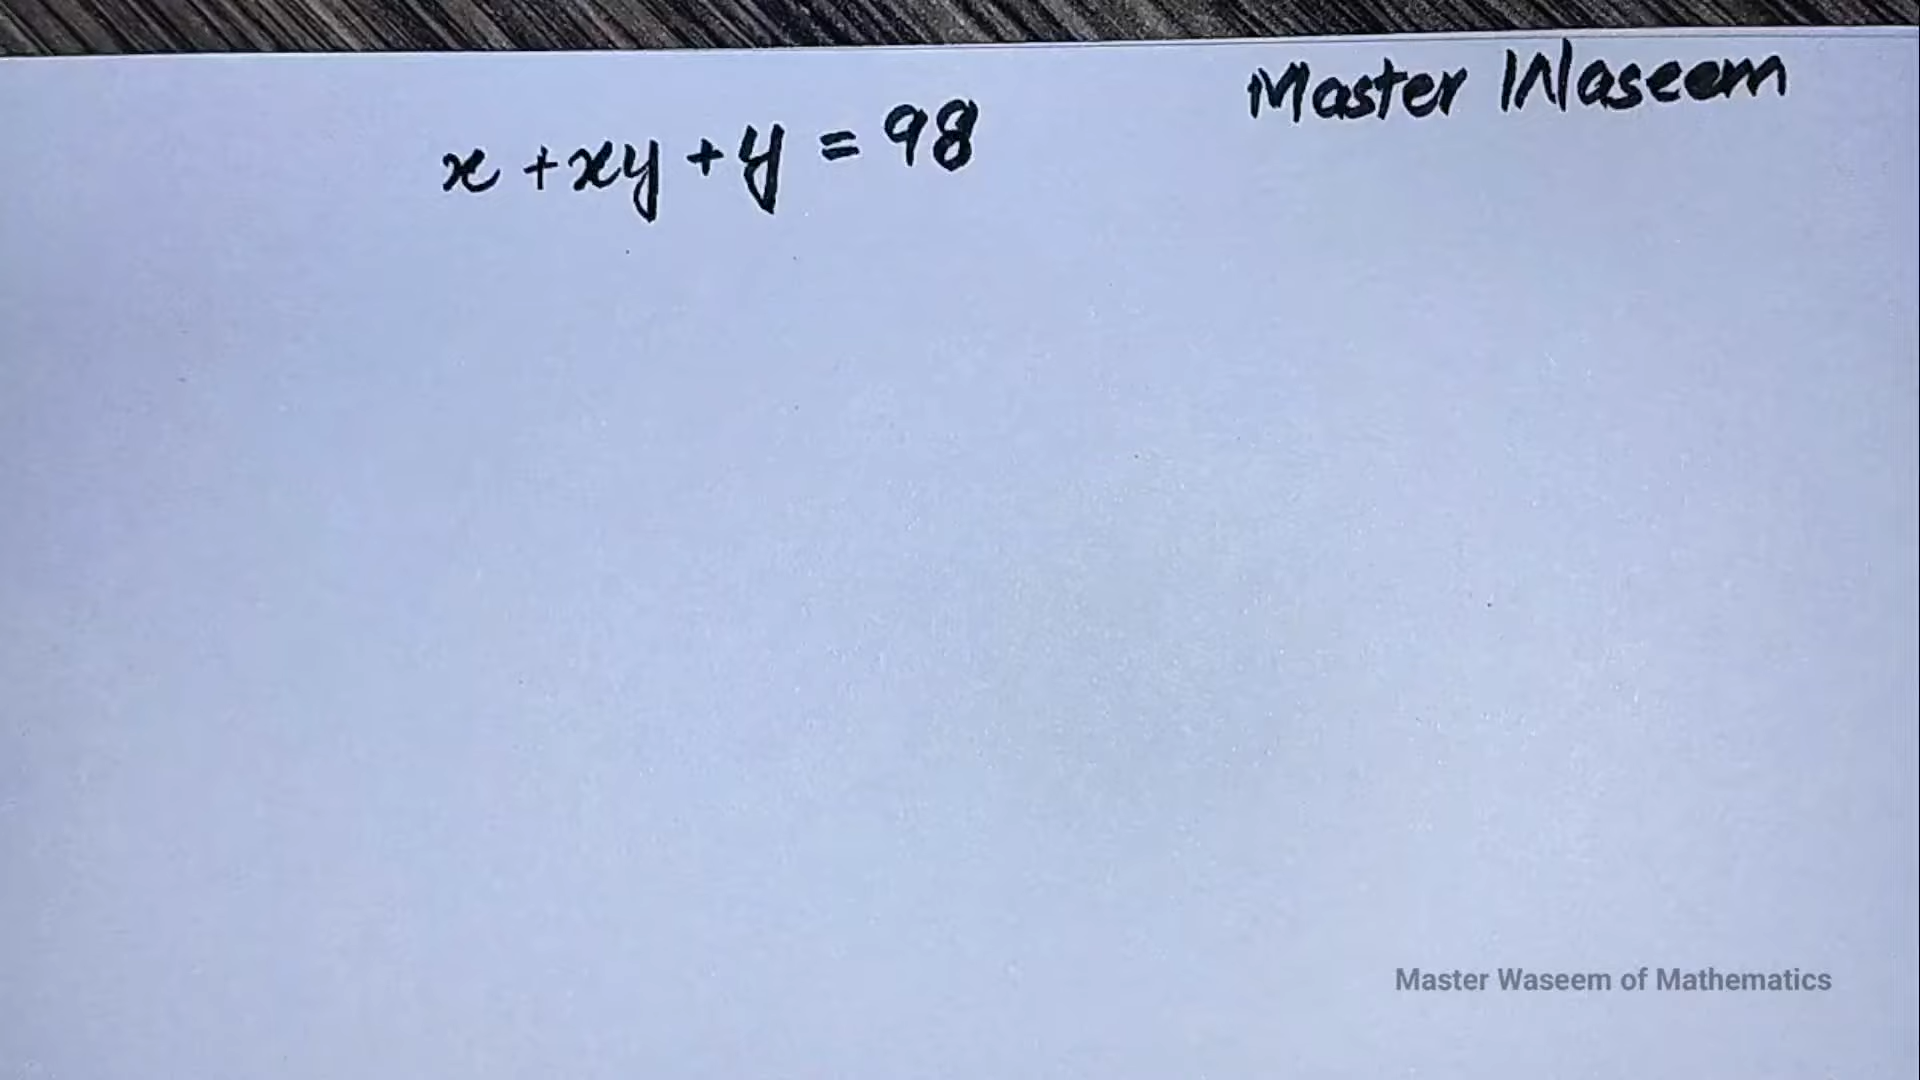 Master Waseem
x + xy + y = 98
Master Waseem of Mathematics